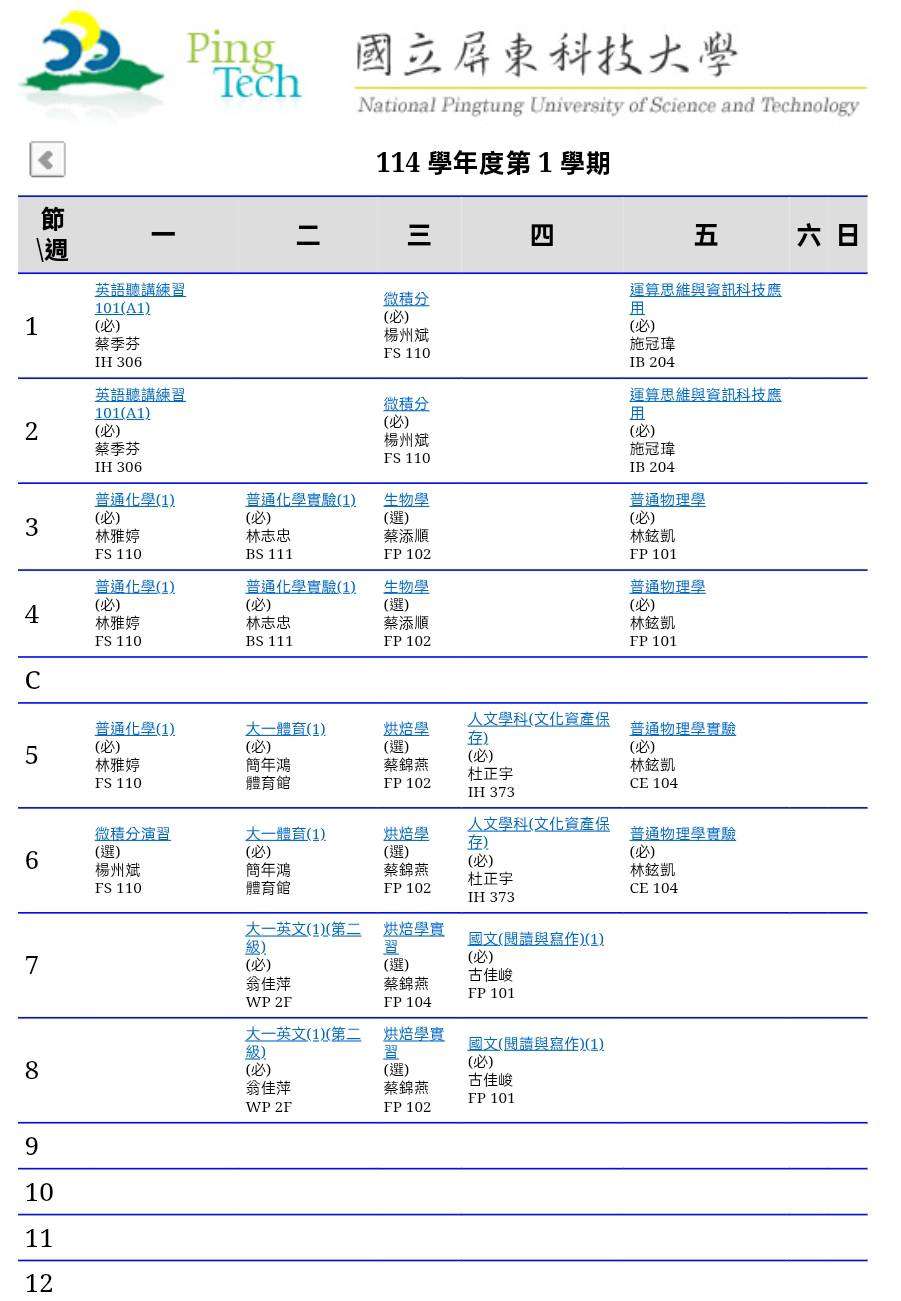 Ping
Tech
國立屏東科技大學
National Pingtung University of Science and Technology
114 學年度第 1 學期
節
\週
一
二
三
四
五
六
日
1
英語聽講練習
101(A1)
(必)
蔡季芬
IH 306
微積分
(必)
楊州斌
FS 110
運算思維與資訊科技應
用
(必)
施冠瑋
IB 204
2
英語聽講練習
101(A1)
(必)
蔡季芬
IH 306
微積分
(必)
楊州斌
FS 110
運算思維與資訊科技應
用
(必)
施冠瑋
IB 204
3
普通化學(1)
(必)
林雅婷
FS 110
普通化學實驗(1)
(必)
林志忠
BS 111
生物學
(選)
蔡添順
FP 102
普通物理學
(必)
林鉉凱
FP 101
4
普通化學(1)
(必)
林雅婷
FS 110
普通化學實驗(1)
(必)
林志忠
BS 111
生物學
(選)
蔡添順
FP 102
普通物理學
(必)
林鉉凱
FP 101
C
5
普通化學(1)
(必)
林雅婷
FS 110
大一體育(1)
(必)
簡年鴻
體育館
烘焙學
(選)
蔡錦燕
FP 102
人文學科(文化資產保
存)
(必)
杜正宇
IH 373
普通物理學實驗
(必)
林鉉凱
CE 104
6
微積分演習
(選)
楊州斌
FS 110
大一體育(1)
(必)
簡年鴻
體育館
烘焙學
(選)
蔡錦燕
FP 102
人文學科(文化資產保
存)
(必)
杜正宇
IH 373
普通物理學實驗
(必)
林鉉凱
CE 104
7
大一英文(1)(第二
級)
(必)
翁佳萍
WP 2F
烘焙學實
習
(選)
蔡錦燕
FP 104
國文(閱讀與寫作)(1)
(必)
古佳峻
FP 101
8
大一英文(1)(第二
級)
(必)
翁佳萍
WP 2F
烘焙學實
習
(選)
蔡錦燕
FP 102
國文(閱讀與寫作)(1)
(必)
古佳峻
FP 101
9
10
11
12